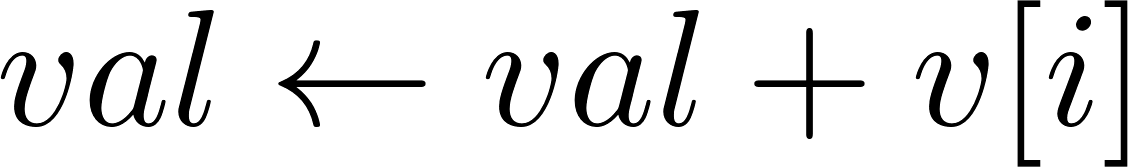 val ← val + v[i]